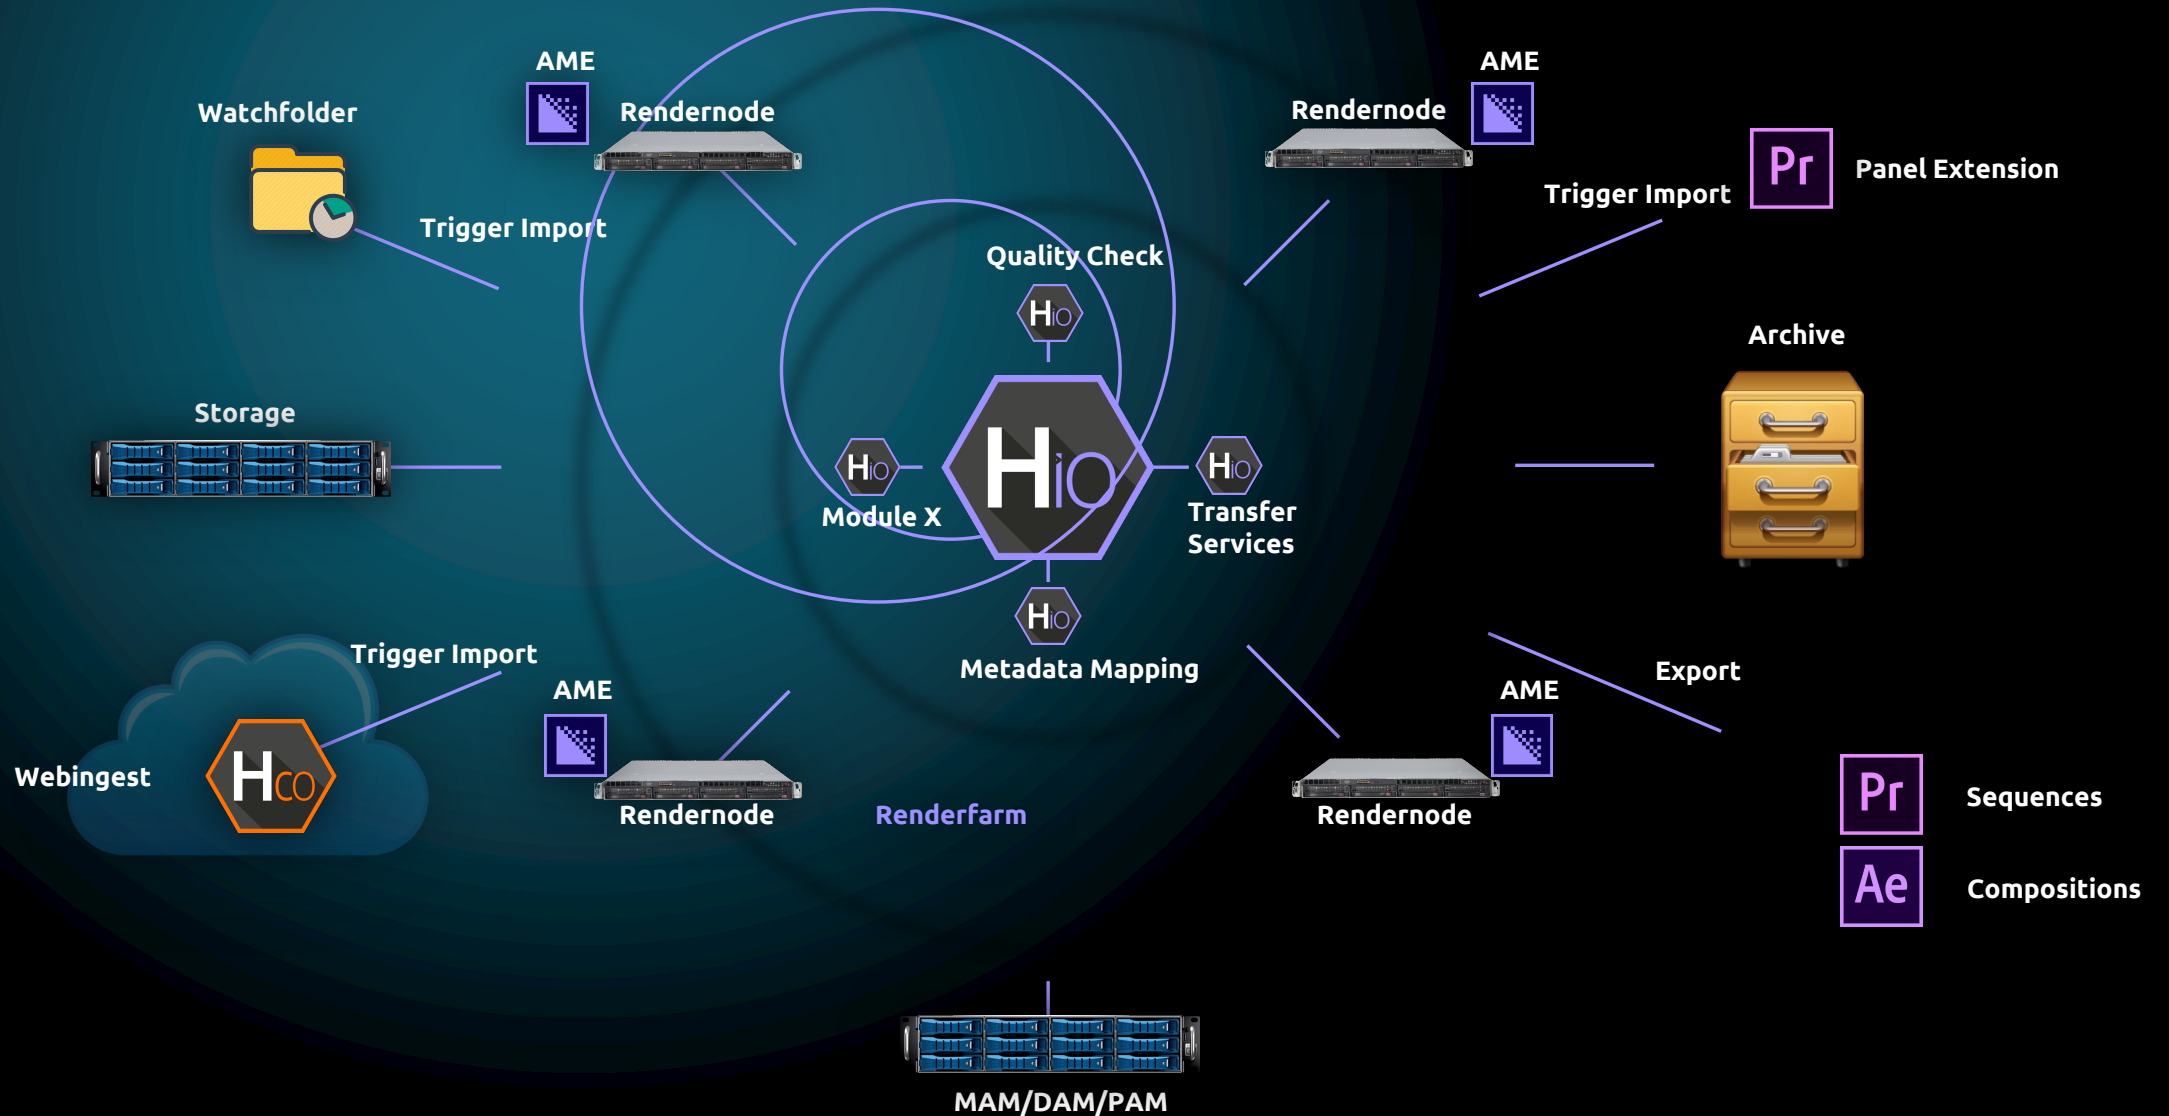 AME
AME
Watchfolder
Rendernode
Rendernode
Pr
Panel Extension
Trigger Import
Trigger Import
Quality Check
HiO
Archive
Storage
HiO
HiO
HiO
Module X
Transfer
Services
HiO
Trigger Import
Metadata Mapping
Export
AME
AME
Webingest
HCO
Rendernode
Renderfarm
Rendernode
Pr
Sequences
Ae
Compositions
MAM/DAM/PAM